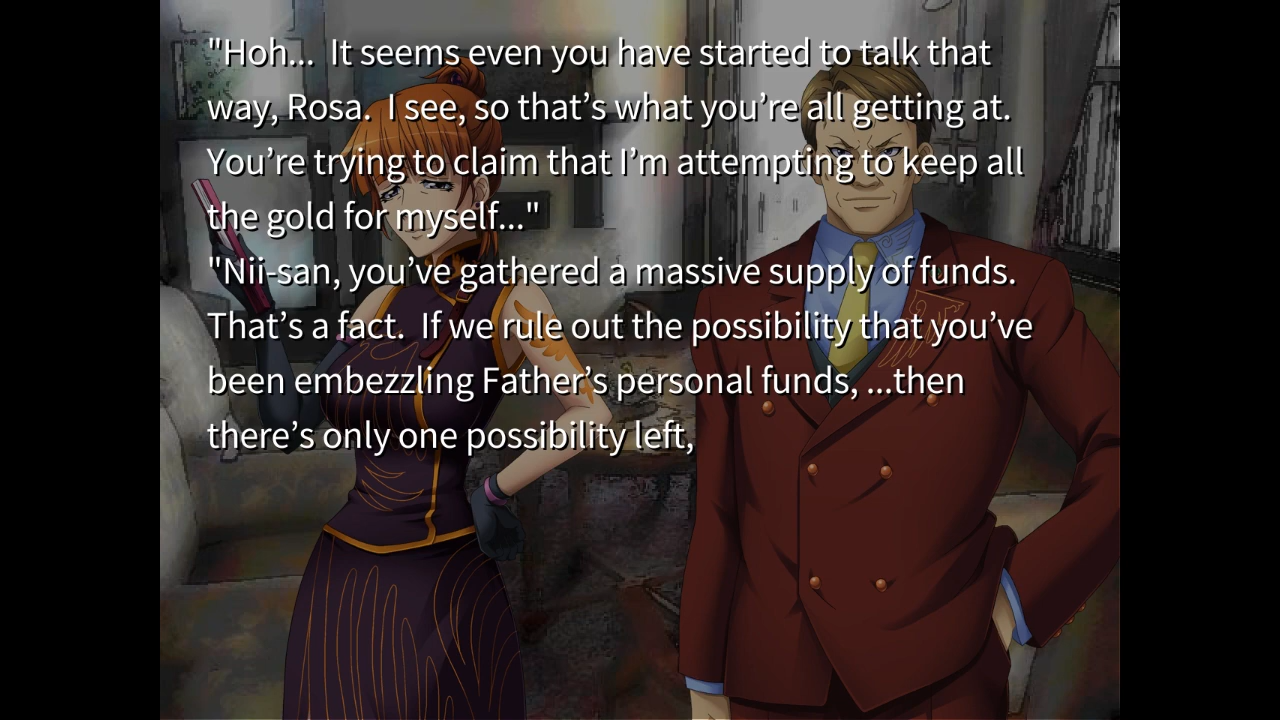 "Hoh...  It seems even you have started to talk that
way, Rosa.  I see, so that’s what you’re all getting at.
You’re trying to claim that I’m attempting to keep all
the gold for myself..."
"Nii-san, you’ve gathered a massive supply of funds.
That’s a fact.  If we rule out the possibility that you’ve
been embezzling Father’s personal funds, ...then
there’s only one possibility left,